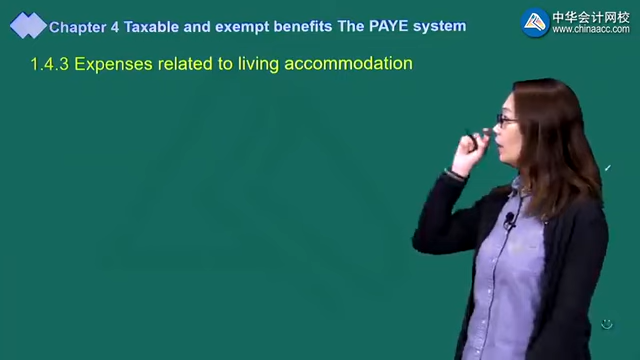 Chapter 4 Taxable and exempt benefits The PAYE system
中华会计网校
www.chinaacc.com
1.4.3 Expenses related to living accommodation